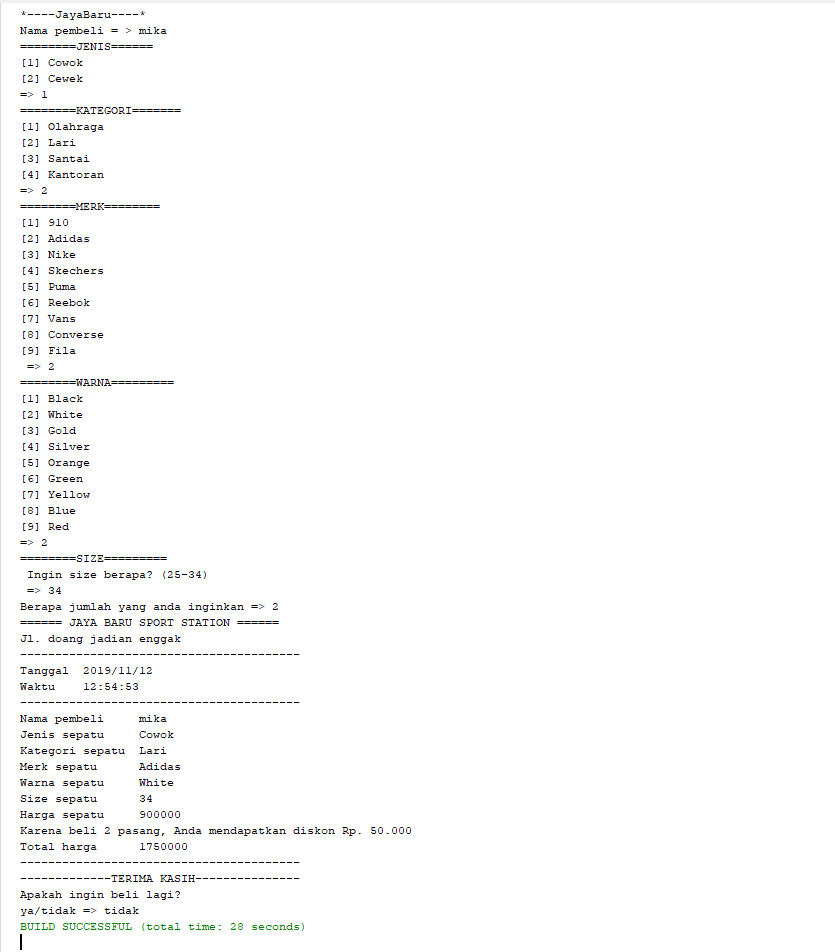 *----JayaBaru----*
Nama pembeli = > mika
========JENIS======
[1] Cowok
[2] Cewek
=> 1
========KATEGORI=======
[1] Olahraga
[2] Lari
[3] Santai
[4] Kantoran
=> 2
========MERK========
[1] 910
[2] Adidas
[3] Nike
[4] Skechers
[5] Puma
[6] Reebok
[7] Vans
[8] Converse
[9] Fila
 => 2
========WARNA=========
[1] Black
[2] White
[3] Gold
[4] Silver
[5] Orange
[6] Green
[7] Yellow
[8] Blue
[9] Red
=> 2
========SIZE=========
 Ingin size berapa? (25-34)
 => 34
Berapa jumlah yang anda inginkan => 2
====== JAYA BARU SPORT STATION ======
Jl. doang jadian enggak
----------------------------------------
Tanggal  2019/11/12
Waktu    12:54:53
----------------------------------------
Nama pembeli     mika
Jenis sepatu     Cowok
Kategori sepatu  Lari
Merk sepatu      Adidas
Warna sepatu     White
Size sepatu      34
Harga sepatu     900000
Karena beli 2 pasang, Anda mendapatkan diskon Rp. 50.000
Total harga      1750000
----------------------------------------
-------------TERIMA KASIH---------------
Apakah ingin beli lagi?
ya/tidak => tidak
BUILD SUCCESSFUL (total time: 28 seconds)